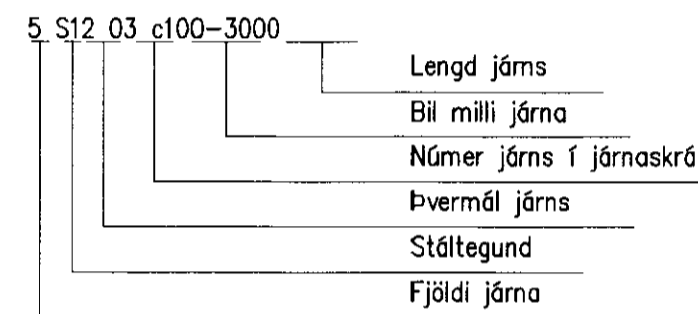 5 S12 03 c100-3000
Lengd járns
Bil milli járna
Númer járns í járnaskrá
Þvermál járns
Stáltegund
Fjöldi járna